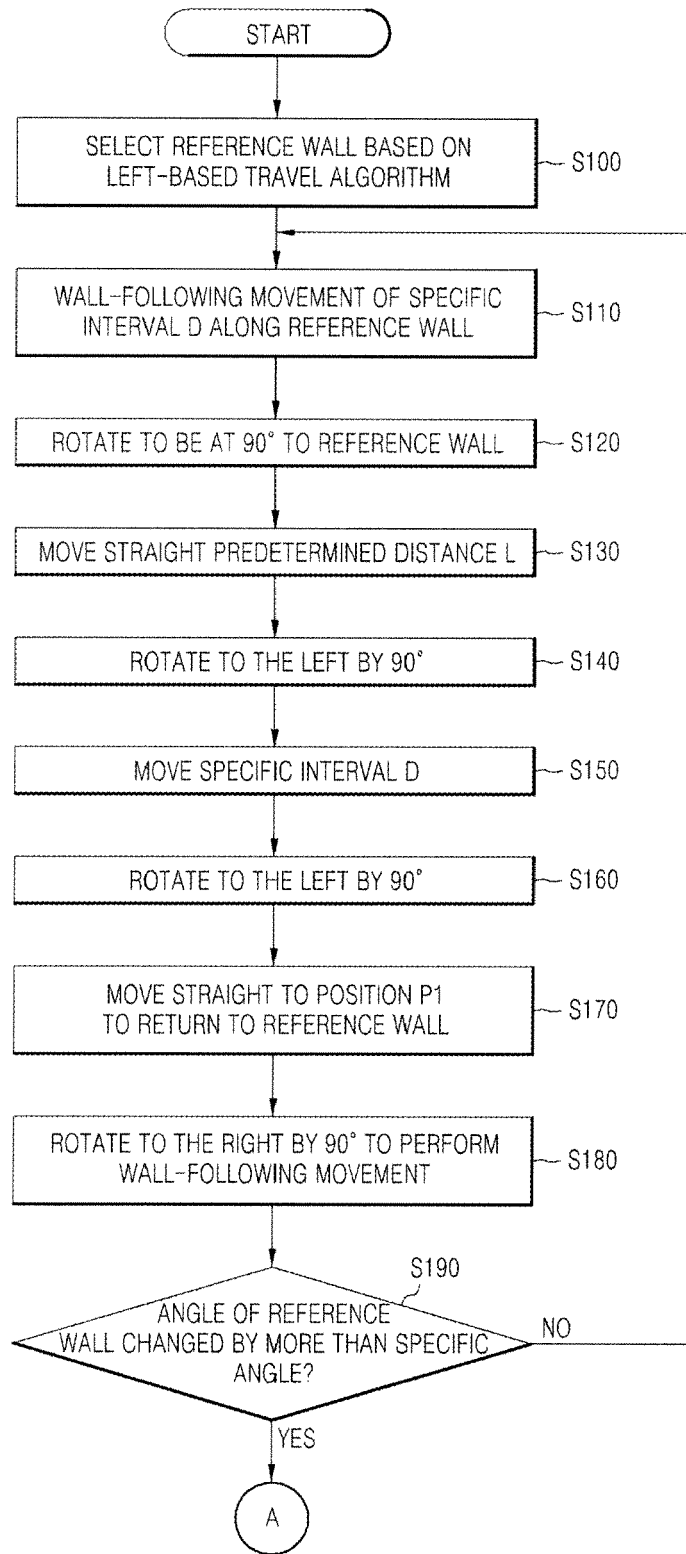 START
SELECT REFERENCE WALL BASED ON
LEFT-BASED TRAVEL ALGORITHM
S100
WALL-FOLLOWING MOVEMENT OF SPECIFIC
INTERVAL D ALONG REFERENCE WALL
S110
ROTATE TO BE AT 90° TO REFERENCE WALL
S120
MOVE STRAIGHT PREDETERMINED DISTANCE L
S130
ROTATE TO THE LEFT BY 90°
S140
MOVE SPECIFIC INTERVAL D
S150
ROTATE TO THE LEFT BY 90°
S160
MOVE STRAIGHT TO POSITION P1
TO RETURN TO REFERENCE WALL
S170
ROTATE TO THE RIGHT BY 90° TO PERFORM
WALL-FOLLOWING MOVEMENT
S180
S190
ANGLE OF REFERENCE
WALL CHANGED BY MORE THAN SPECIFIC
ANGLE?
NO
YES
A